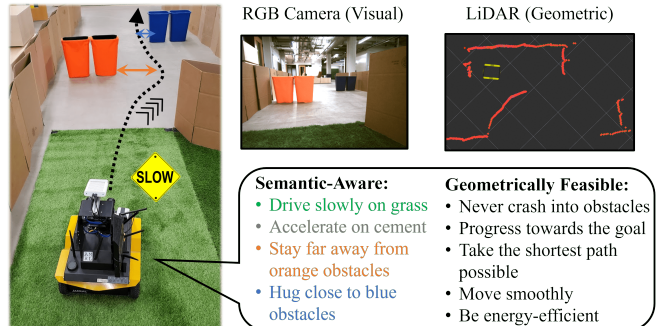 RGB Camera (Visual)
LiDAR (Geometric)
SLOW
Semantic-Aware:
• Drive slowly on grass
• Accelerate on cement
• Stay far away from
orange obstacles
• Hug close to blue
obstacles
Geometrically Feasible:
• Never crash into obstacles
• Progress towards the goal
• Take the shortest path
possible
• Move smoothly
• Be energy-efficient